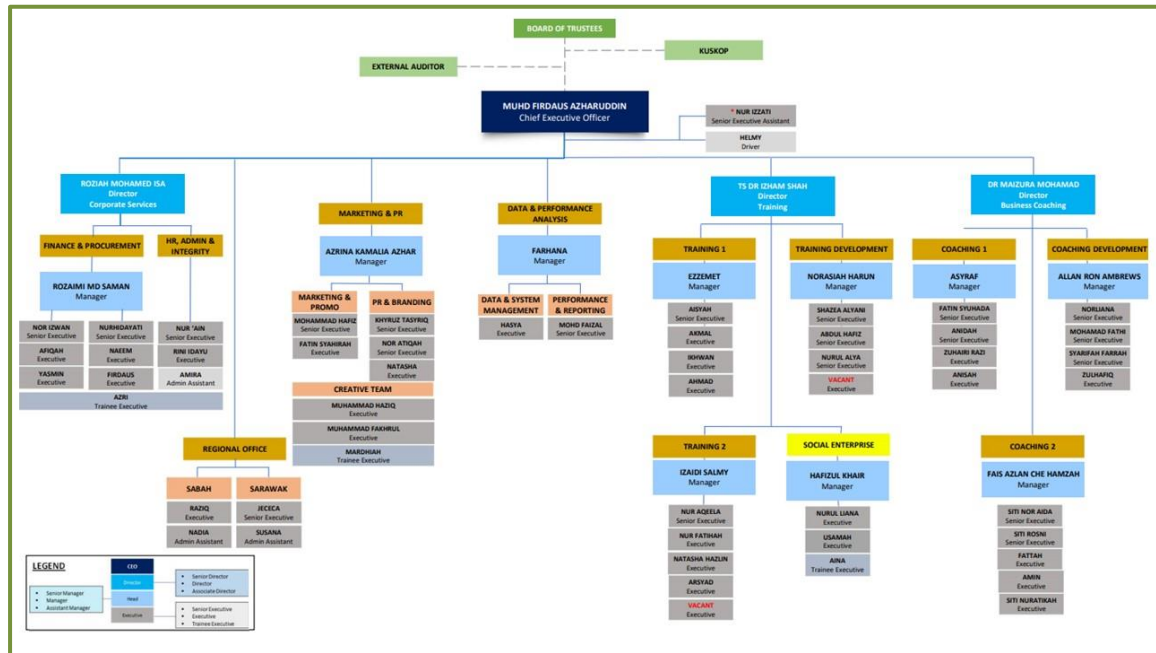 BOARD OF TRUSTEES
KUSKOP
EXTERNAL AUDITOR
MUHD FIRDAUS AZHARUDDIN
Chief Executive Officer
* NUR IZZATI
Senior Executive Assistant
HELMY
Driver
ROZIAH MOHAMED ISA
Director
Corporate Services
FINANCE & PROCUREMENT
HR, ADMIN &
INTEGRITY
ROZAIMI MD SAMAN
Manager
NOR IZWAN
Senior Executive
AFIQAH
Executive
YASMIN
Executive
NURHIDAYATI
Senior Executive
NAEEM
Executive
FIRDAUS
Executive
NUR 'AIN
Senior Executive
RINI IDAYU
Executive
AMIRA
Admin Assistant
AZRI
Trainee Executive
REGIONAL OFFICE
SABAH
RAZIQ
Executive
NADIA
Admin Assistant
SARAWAK
JECECA
Senior Executive
SUSANA
Admin Assistant
MARKETING & PR
AZRINA KAMALIA AZHAR
Manager
MARKETING &
PROMO
MOHAMMAD HAFIZ
Senior Executive
FATIN SYAHIRAH
Executive
PR & BRANDING
KHYRUZ TASYRIQ
Senior Executive
NOR ATIQAH
Senior Executive
NATASHA
Executive
CREATIVE TEAM
MUHAMMAD HAZIQ
Executive
MUHAMMAD FAKHRUL
Executive
MARDHIAH
Trainee Executive
DATA & PERFORMANCE
ANALYSIS
FARHANA
Manager
DATA & SYSTEM
MANAGEMENT
HASYA
Executive
PERFORMANCE
& REPORTING
MOHD FAIZAL
Senior Executive
TS DR IZHAM SHAH
Director
Training
TRAINING 1
EZZEMET
Manager
AISYAH
Senior Executive
AKMAL
Executive
IKHWAN
Executive
AHMAD
Executive
TRAINING DEVELOPMENT
NORASIAH HARUN
Manager
SHAZEA ALYANI
Senior Executive
ABDUL HAFIZ
Senior Executive
NURUL ALYA
Senior Executive
VACANT
Executive
TRAINING 2
IZAIDI SALMY
Manager
NUR AQEELA
Senior Executive
NUR FATIHAH
Executive
NATASHA HAZLIN
Executive
ARSYAD
Executive
VACANT
Executive
SOCIAL ENTERPRISE
HAFIZUL KHAIR
Manager
NURUL LIANA
Executive
USAMAH
Executive
AINA
Trainee Executive
DR MAIZURA MOHAMAD
Director
Business Coaching
COACHING 1
ASYRAF
Manager
FATIN SYUHADA
Senior Executive
ANIDAH
Senior Executive
ZUHAIRI RAZI
Executive
ANISAH
Executive
COACHING DEVELOPMENT
ALLAN RON AMBREWS
Manager
NORLIANA
Senior Executive
MOHAMAD FATHI
Senior Executive
SYARIFAH FARRAH
Senior Executive
ZULHAFIQ
Executive
COACHING 2
FAIS AZLAN CHE HAMZAH
Manager
SITI NOR AIDA
Senior Executive
SITI ROSNI
Senior Executive
FATTAH
Executive
AMIN
Executive
SITI NURATIKAH
Executive
LEGEND
CEO
Director
• Senior Director
• Director
• Associate Director
• Senior Manager
• Manager
• Assistant Manager
Head
Executive
• Senior Executive
• Executive
• Trainee Executive